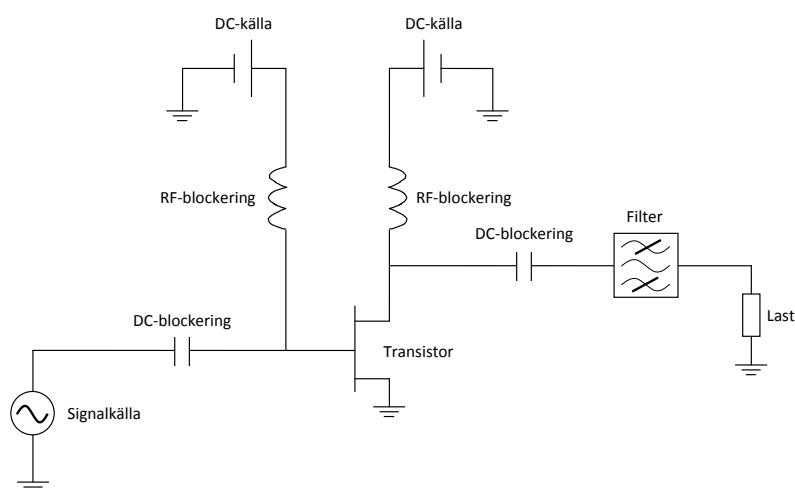 DC-källa
DC-källa
RF-blockering
RF-blockering
Filter
DC-blockering
DC-blockering
Last
Transistor
Signalkälla